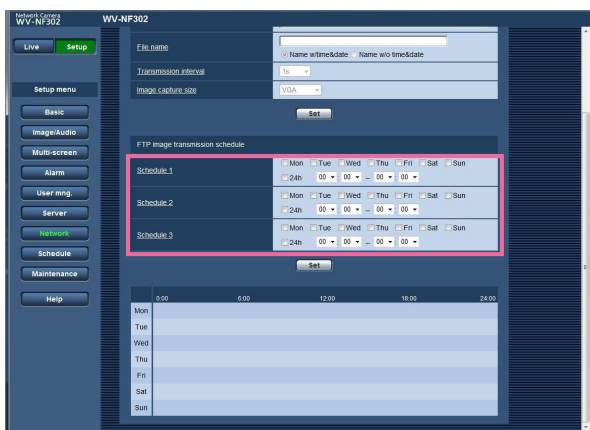 Network Camera
WV-NF302
WV-NF302
Live Setup
File name
Name w/time&date Name w/o time&date
Transmission interval 1s
Image capture size VGA
Set
Setup menu
Basic
Image/Audio
Multi-screen
Alarm
User mng.
Server
Network
Schedule
Maintenance
Help
FTP image transmission schedule
Schedule 1 Mon Tue Wed Thu Fri Sat Sun
24h 00 : 00 – 00 : 00
Schedule 2 Mon Tue Wed Thu Fri Sat Sun
24h 00 : 00 – 00 : 00
Schedule 3 Mon Tue Wed Thu Fri Sat Sun
24h 00 : 00 – 00 : 00
Set
0:00 6:00 12:00 18:00 24:00
Mon
Tue
Wed
Thu
Fri
Sat
Sun